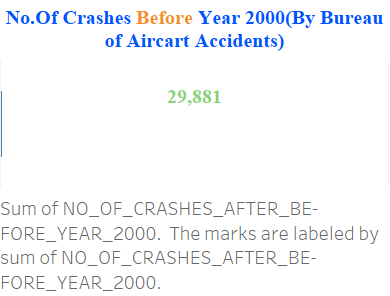 No.Of Crashes Before Year 2000(By Bureau
of Aircart Accidents)
29,881
Sum of NO_OF_CRASHES_AFTER_BE-
FORE_YEAR_2000.  The marks are labeled by
sum of NO_OF_CRASHES_AFTER_BE-
FORE_YEAR_2000.